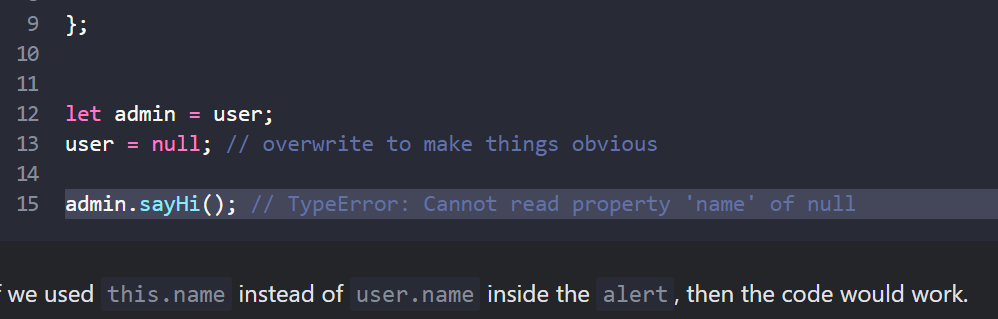 9 };
10
11
12 let admin = user;
13 user = null; // overwrite to make things obvious
14
15 admin.sayHi(); // TypeError: Cannot read property 'name' of null
f we used this.name instead of user.name inside the alert, then the code would work.